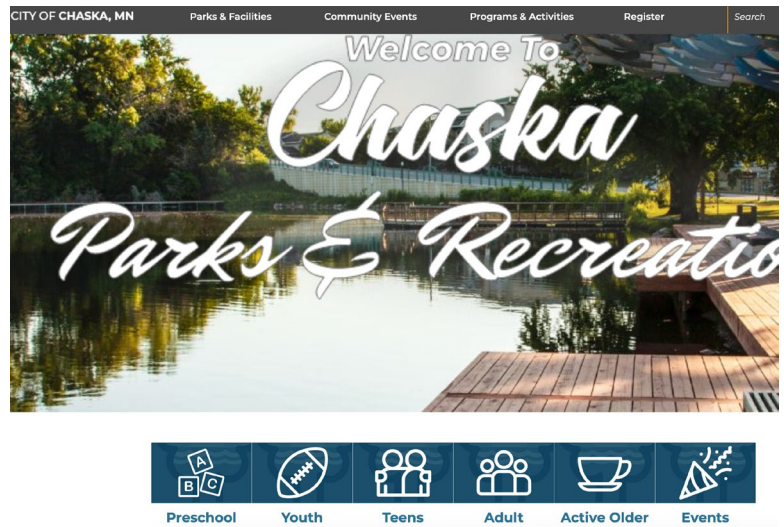 CITY OF CHASKA, MN Parks & Facilities Community Events Programs & Activities Register Search
Welcome To
Chaska
Parks & Recreatio
A
B C
Preschool Youth Teens Adult Active Older Events